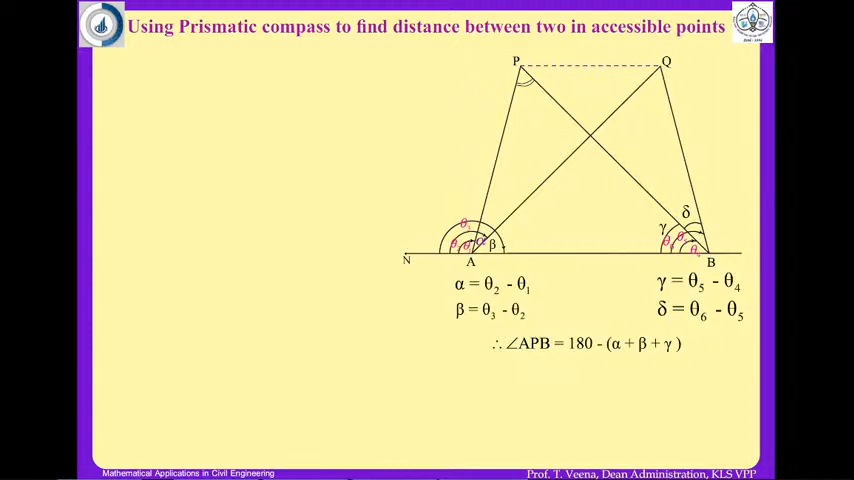 Using Prismatic compass to find distance between two in accessible points
P
Q
δ
γ
α
β
N
A
B
α = θ₂ - θ₁
γ = θ₅ - θ₄
β = θ₃ - θ₂
δ = θ₆ - θ₅
∴ ∠APB = 180 - (α + β + γ )
Mathematical Applications in Civil Engineering
Prof. T. Veena, Dean Administration, KLS VPP